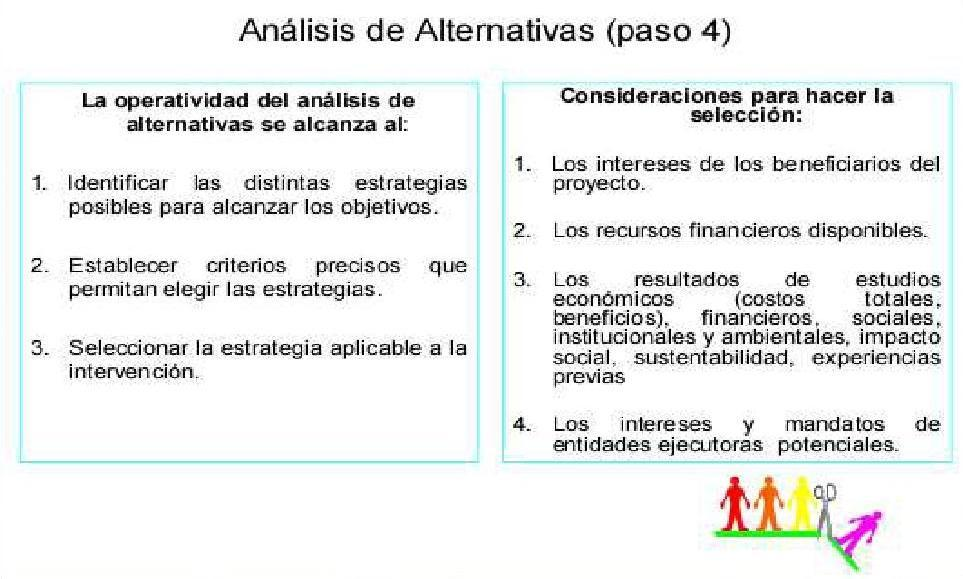 Análisis de Alternativas (paso 4)
La operatividad del análisis de
alternativas se alcanza al:
1. Identificar las distintas estrategias
posibles para alcanzar los objetivos.
2. Establecer criterios precisos que
permitan elegir las estrategias.
3. Seleccionar la estrategia aplicable a la
intervención.
Consideraciones para hacer la
selección:
1. Los intereses de los beneficiarios del
proyecto.
2. Los recursos financieros disponibles.
3. Los resultados de estudios
económicos (costos totales,
beneficios), financieros, sociales,
institucionales y ambientales, impacto
social, sustentabilidad, experiencias
previas
4. Los intereses y mandatos de
entidades ejecutoras potenciales.